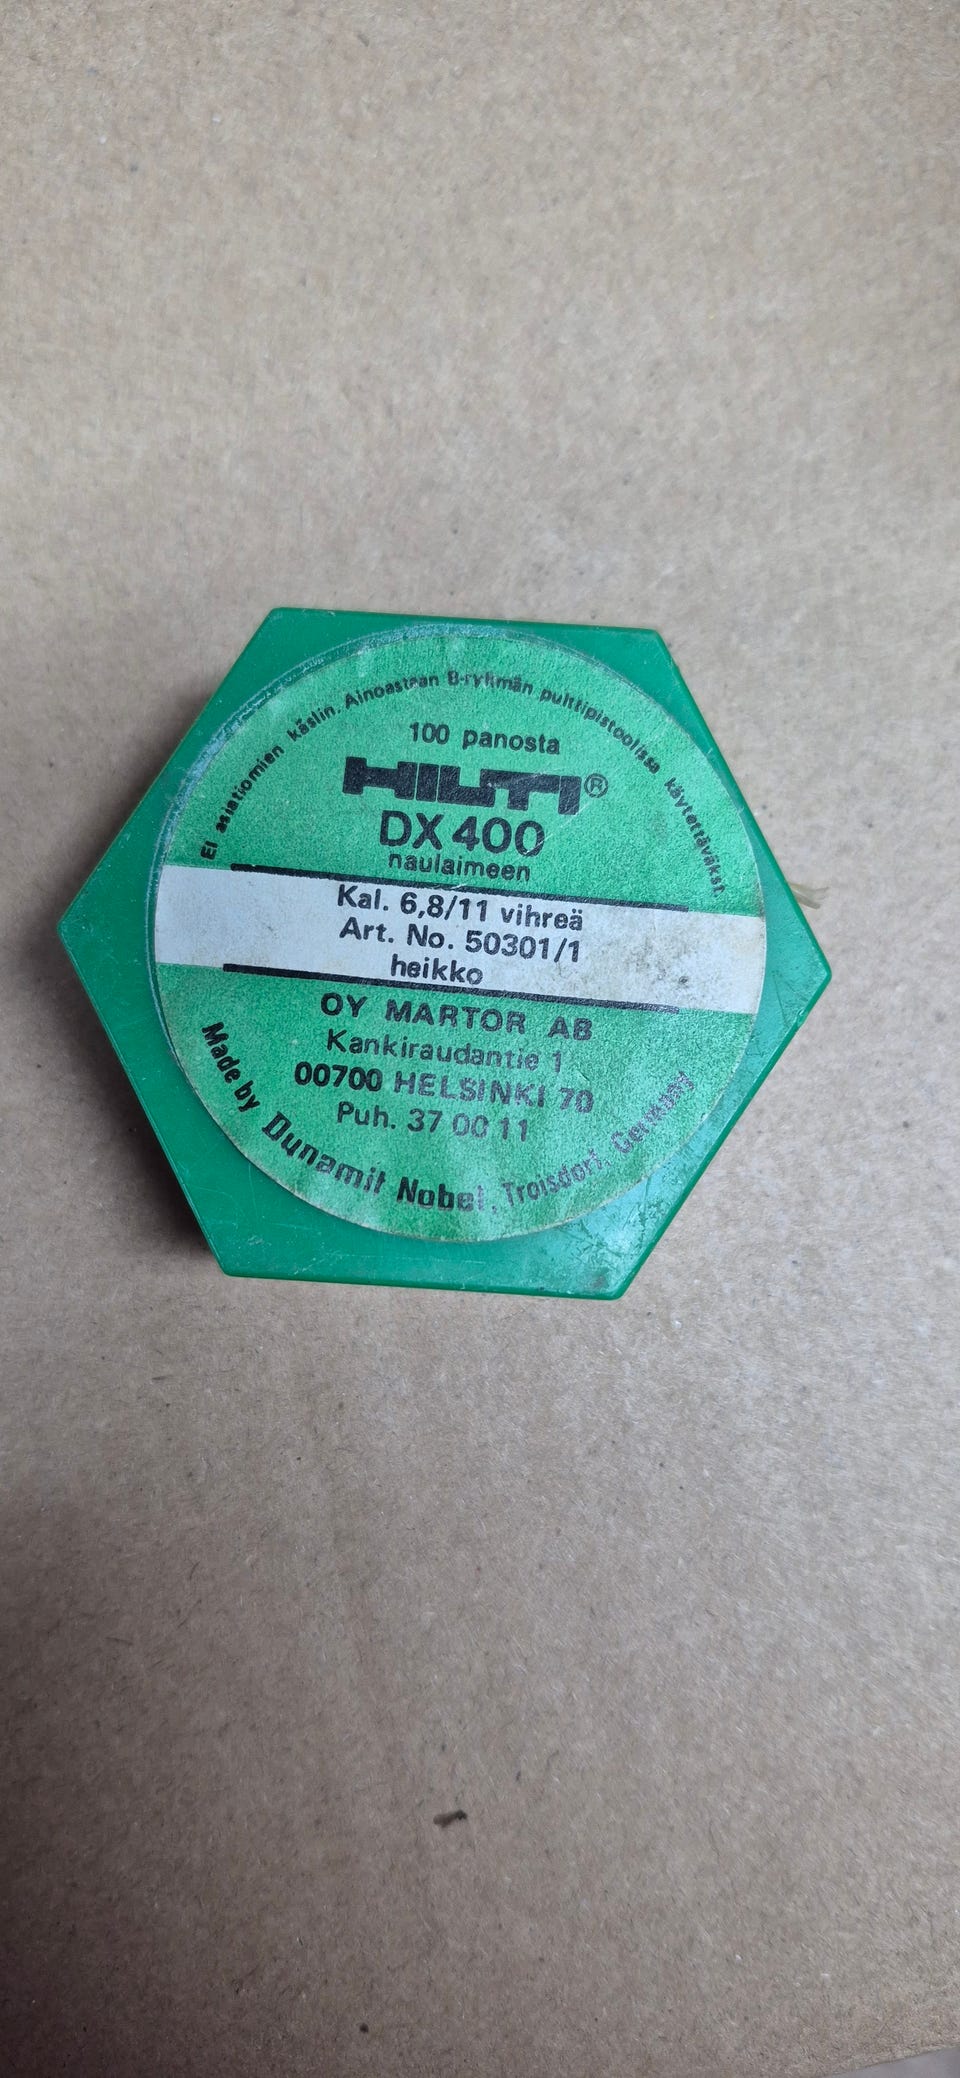 Ei asiattomien käsiin. Ainoastaan B-ryhmän pulttipistoolissa käytettäväksi.
100 panosta
HILTI®
DX 400
naulaimeen
Kal. 6,8/11 vihreä
Art. No. 50301/1
heikko
OY MARTOR AB
Kankiraudantie 1
00700 HELSINKI 70
Puh. 37 00 11
Made by Dynamit Nobel, Troisdorf, Germany